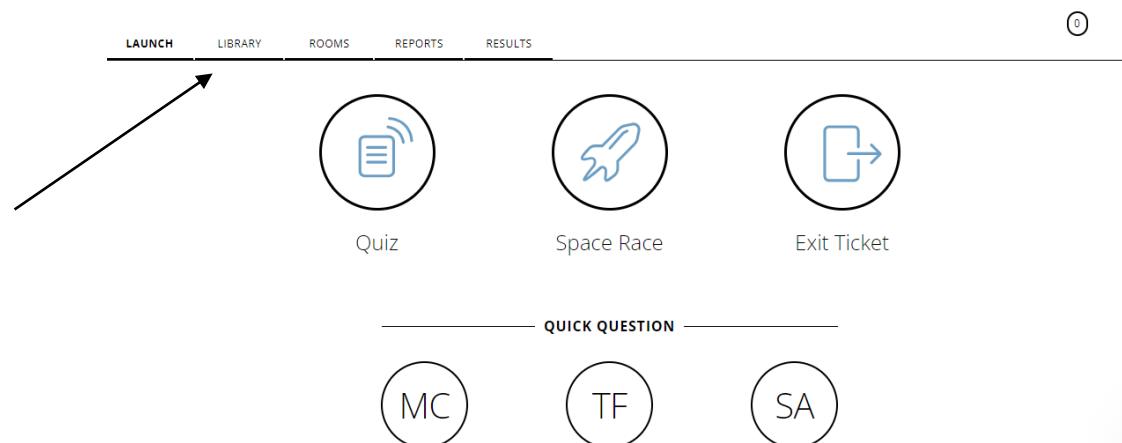 0
LAUNCH LIBRARY ROOMS REPORTS RESULTS
Quiz Space Race Exit Ticket
QUICK QUESTION
MC TF SA